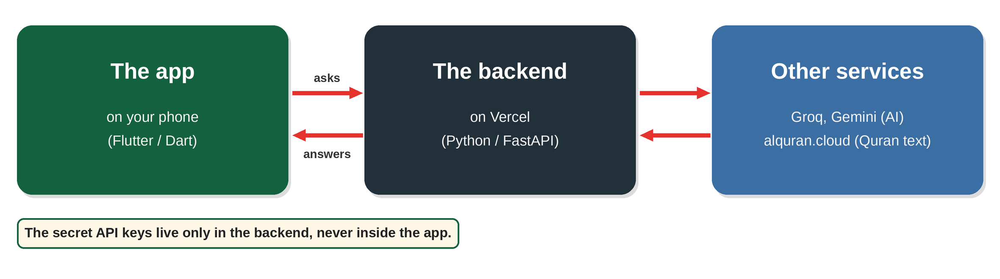 The app
on your phone
(Flutter / Dart)
asks
answers
The backend
on Vercel
(Python / FastAPI)
Other services
Groq, Gemini (AI)
alquran.cloud (Quran text)
The secret API keys live only in the backend, never inside the app.